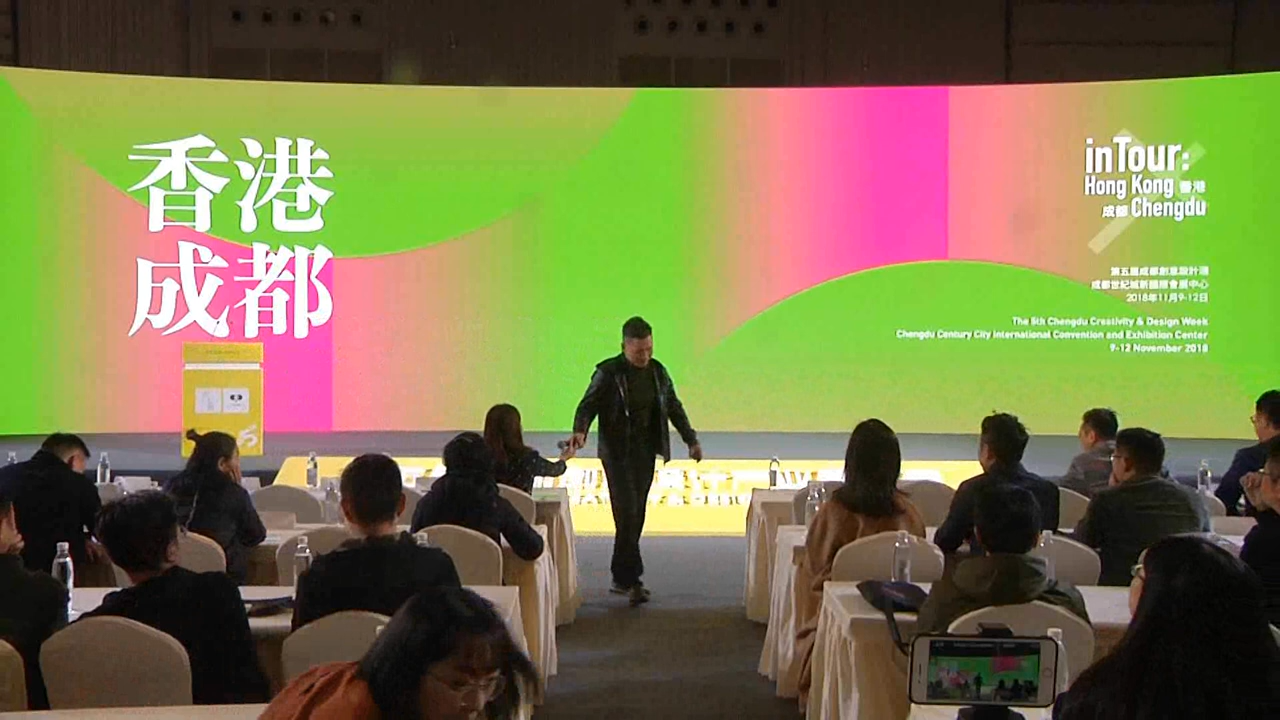 香港
成都
inTour:
Hong Kong 香港
成都 Chengdu
第五屆成都創意設計週
成都世紀城新國際會展中心
2018年11月9-12日
The 5th Chengdu Creativity & Design Week
Chengdu Century City International Convention and Exhibition Center
9-12 November 2018